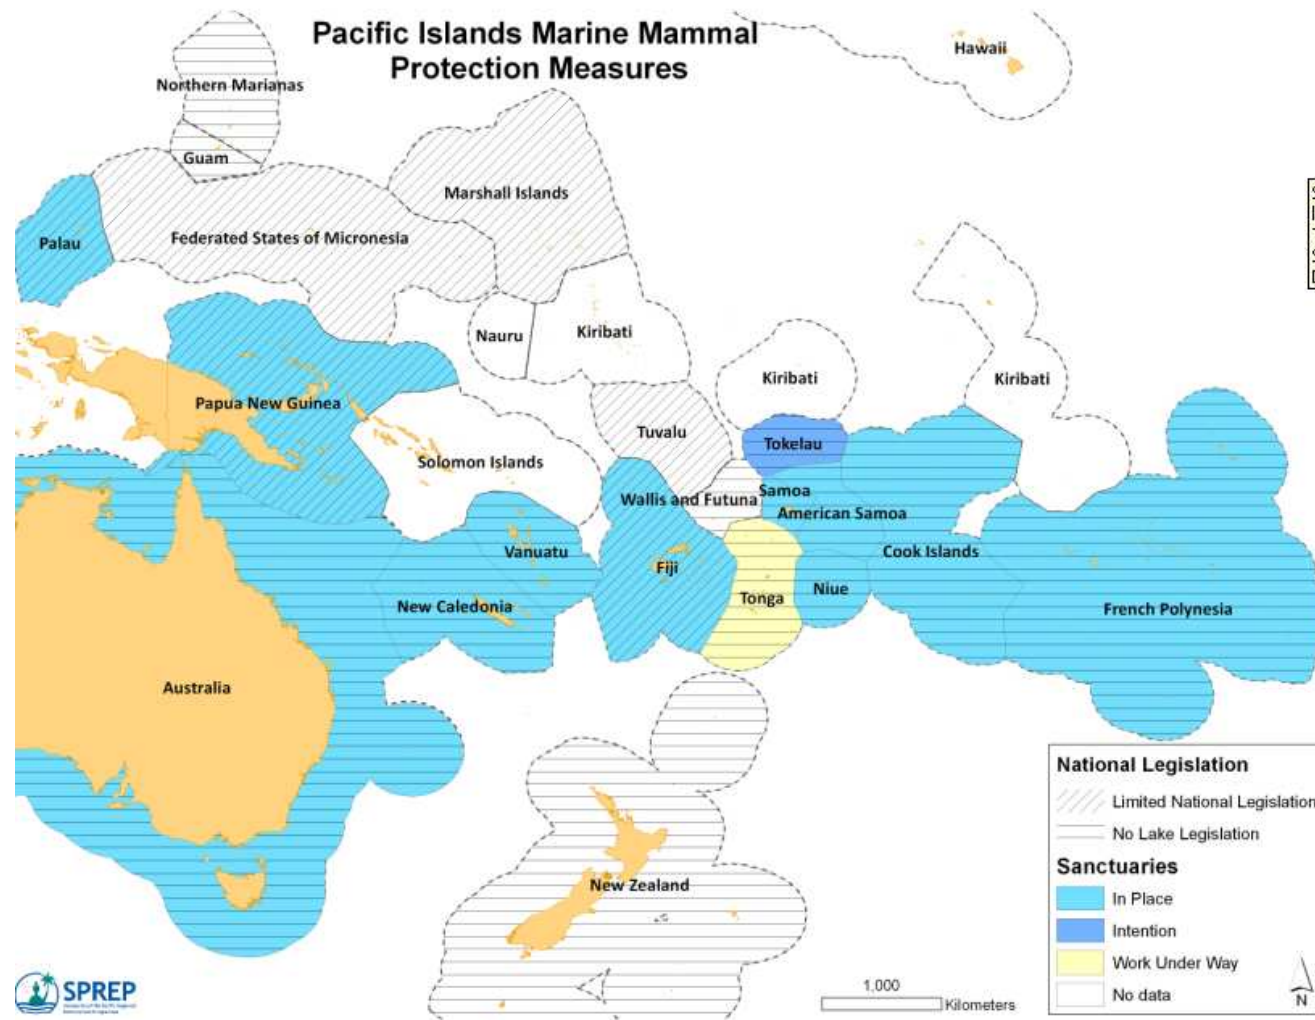 Pacific Islands Marine Mammal
Protection Measures
Hawaii
Northern Marianas
Guam
Marshall Islands
Federated States of Micronesia
Palau
Nauru
Kiribati
Kiribati
Kiribati
Papua New Guinea
Tuvalu
Tokelau
Solomon Islands
Wallis and Futuna
Samoa
American Samoa
Vanuatu
Cook Islands
Fiji
Niue
New Caledonia
Tonga
French Polynesia
Australia
New Zealand
National Legislation
Limited National Legislation
No Lake Legislation
Sanctuaries
In Place
Intention
Work Under Way
No data
1,000
Kilometers
N
SPREP